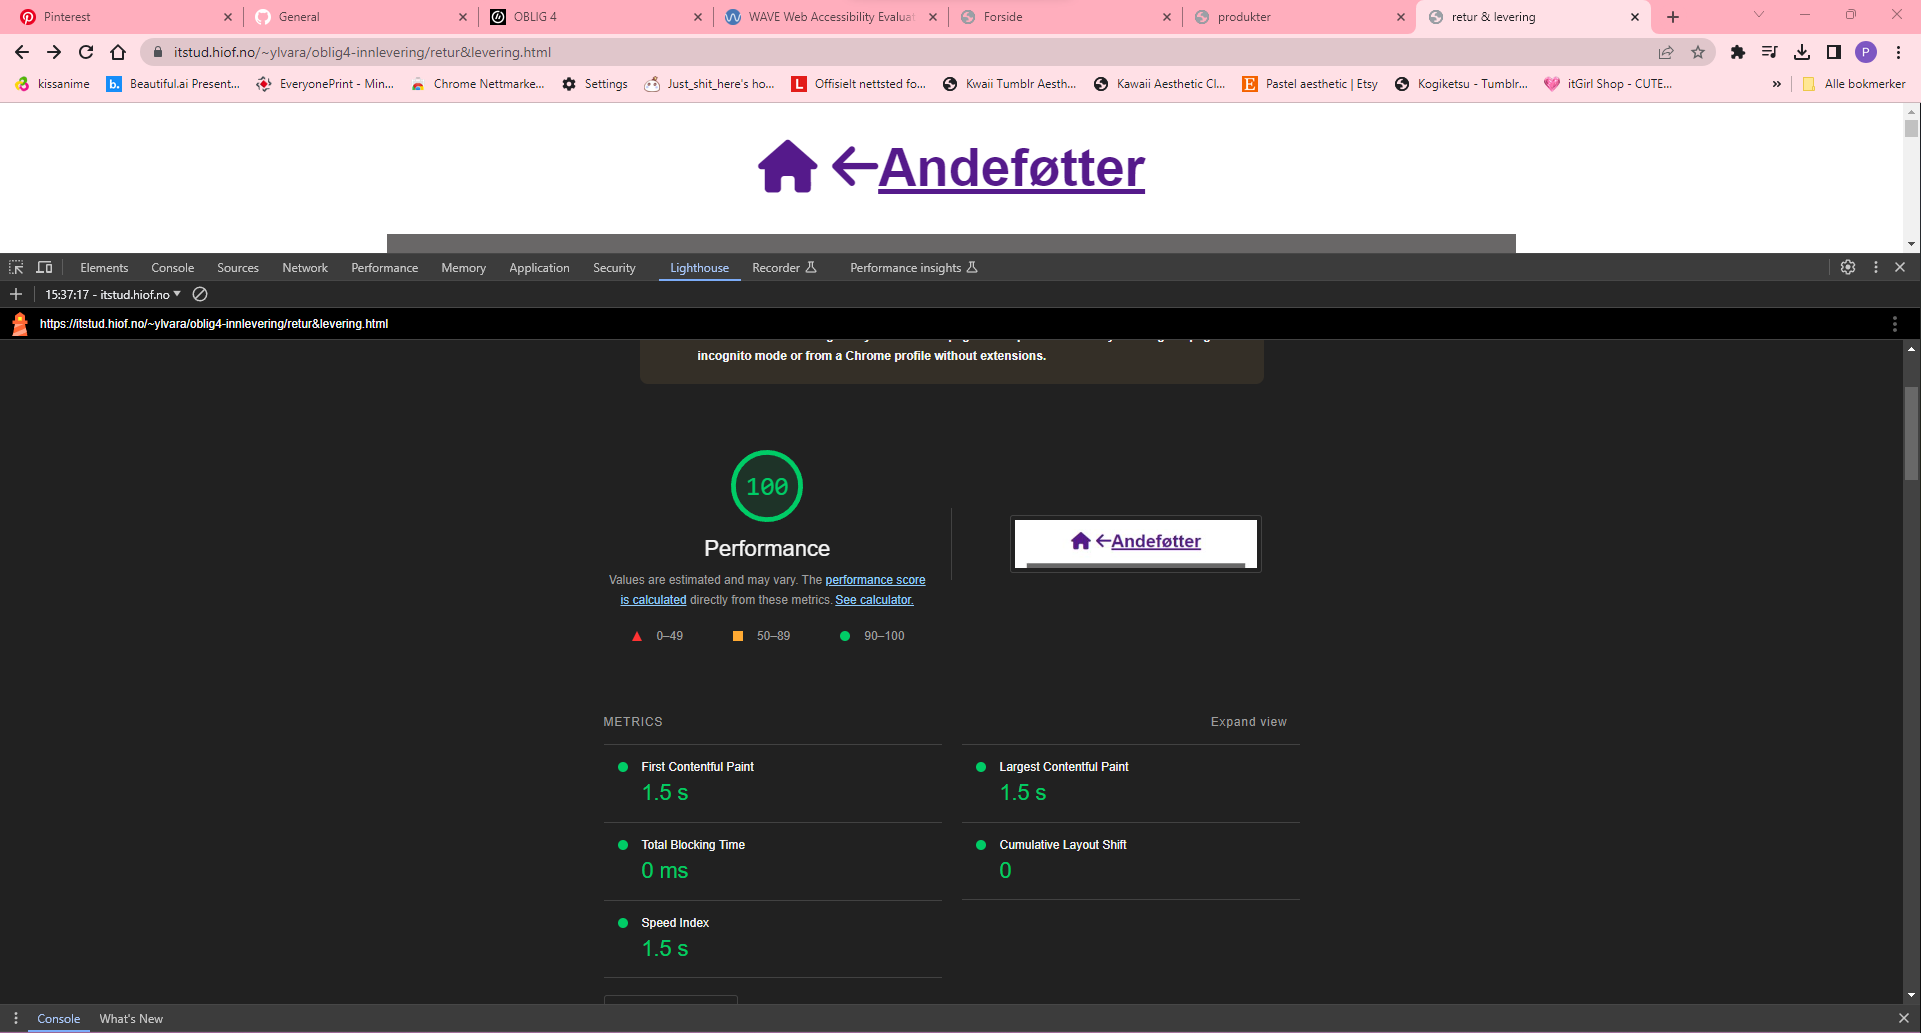 Pinterest
General
OBLIG 4
WAVE Web Accessibility Evaluat
Forside
produkter
retur & levering
itstud.hiof.no/~ylvara/oblig4-innlevering/retur&levering.html
P
kissanime
b.
Beautiful.ai Present...
EveryonePrint - Min...
Chrome Nettmarke...
Settings
Just_shit_here's ho...
L
Offisielt nettsted fo...
Kwaii Tumblr Aesth...
Kawaii Aesthetic Cl...
E
Pastel aesthetic | Etsy
Kogiketsu - Tumblr...
itGirl Shop - CUTE...
»
Alle bokmerker
Andeføtter
Elements
Console
Sources
Network
Performance
Memory
Application
Security
Lighthouse
Recorder
Performance insights
15:37:17 - itstud.hiof.no
https://itstud.hiof.no/~ylvara/oblig4-innlevering/retur&levering.html
incognito mode or from a Chrome profile without extensions.
100
Performance
Values are estimated and may vary. The performance score
is calculated directly from these metrics. See calculator.
0–49
50–89
90–100
Andeføtter
METRICS
Expand view
First Contentful Paint
1.5 s
Largest Contentful Paint
1.5 s
Total Blocking Time
0 ms
Cumulative Layout Shift
0
Speed Index
1.5 s
Console
What's New